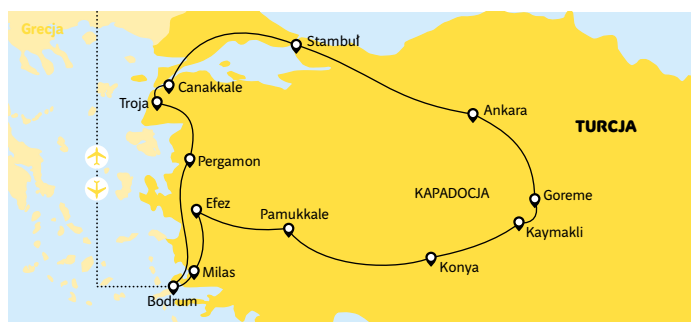 Grecja
Stambuł
Canakkale
Troja
Ankara
TURCJA
Pergamon
KAPADOCJA
Goreme
Efez
Pamukkale
Kaymakli
Konya
Milas
Bodrum